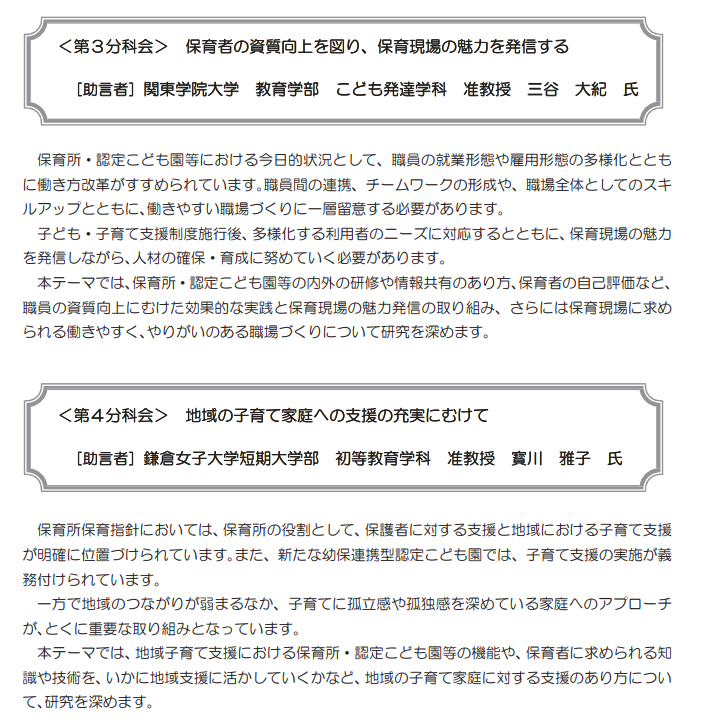 ＜第３分科会＞　保育者の資質向上を図り、保育現場の魅力を発信する
［助言者］関東学院大学　教育学部　こども発達学科　准教授　三谷　大紀　氏
　保育所・認定こども園等における今日的状況として、職員の就業形態や雇用形態の多様化ととも
に働き方改革がすすめられています。職員間の連携、チームワークの形成や、職場全体としてのスキ
ルアップとともに、働きやすい職場づくりに一層留意する必要があります。
　子ども・子育て支援制度施行後、多様化する利用者のニーズに対応するとともに、保育現場の魅力
を発信しながら、人材の確保・育成に努めていく必要があります。
　本テーマでは、保育所・認定こども園等の内外の研修や情報共有のあり方、保育者の自己評価など、
職員の資質向上にむけた効果的な実践と保育現場の魅力発信の取り組み、さらには保育現場に求め
られる働きやすく、やりがいのある職場づくりについて研究を深めます。
＜第４分科会＞　地域の子育て家庭への支援の充実にむけて
［助言者］鎌倉女子大学短期大学部　初等教育学科　准教授　寳川　雅子　氏
　保育所保育指針においては、保育所の役割として、保護者に対する支援と地域における子育て支援
が明確に位置づけられています。また、新たな幼保連携型認定こども園では、子育て支援の実施が義
務付けられています。
　一方で地域のつながりが弱まるなか、子育てに孤立感や孤独感を深めている家庭へのアプローチ
が、とくに重要な取り組みとなっています。
　本テーマでは、地域子育て支援における保育所・認定こども園等の機能や、保育者に求められる知
識や技術を、いかに地域支援に活かしていくかなど、地域の子育て家庭に対する支援のあり方につい
て、研究を深めます。